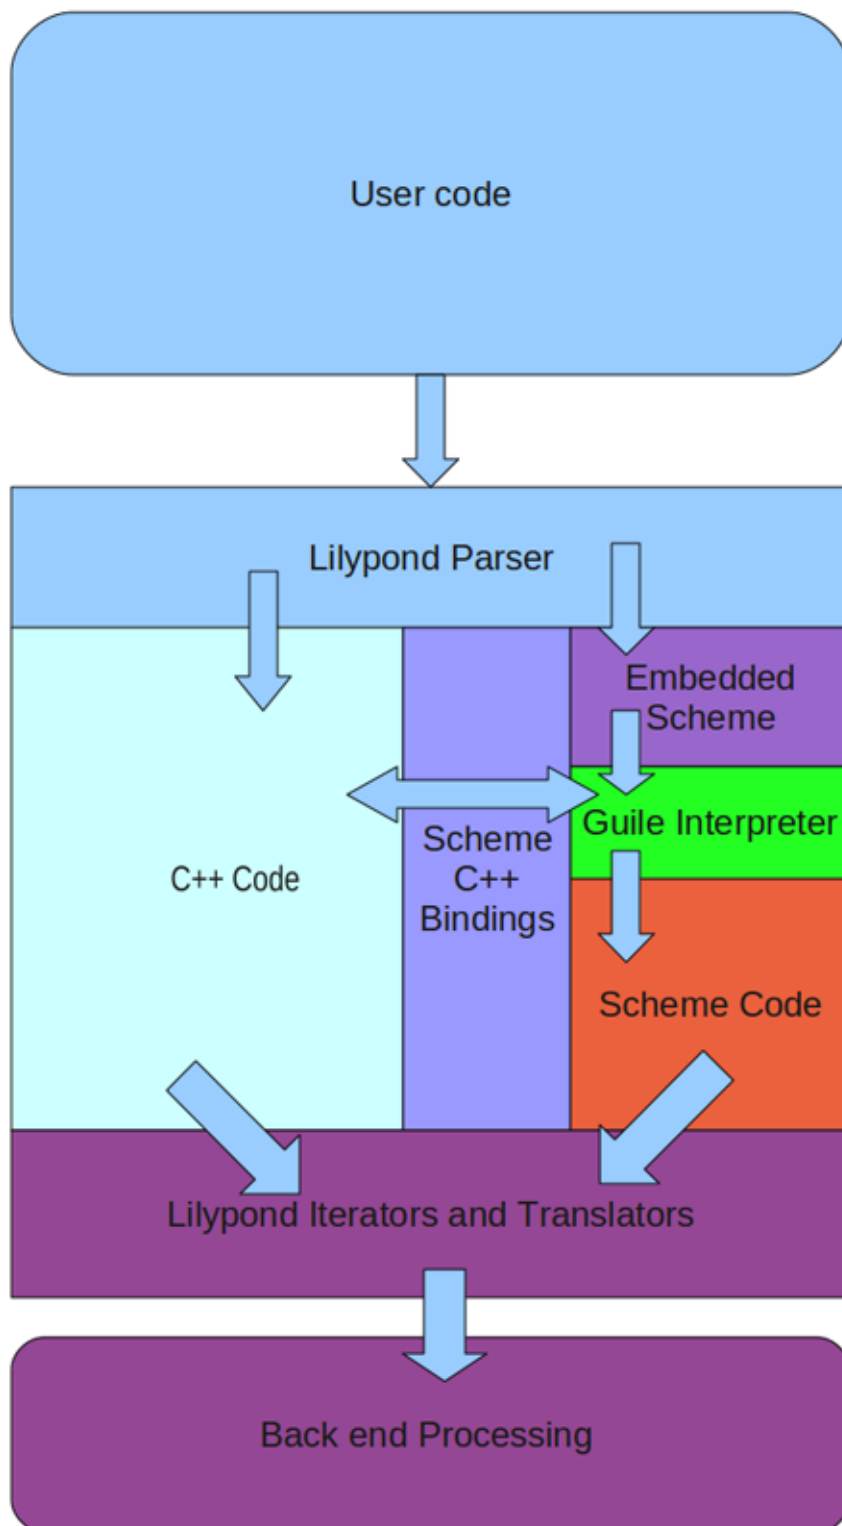 User code
Lilypond Parser
Embedded
Scheme
Guile Interpreter
Scheme
C++
Bindings
C++ Code
Scheme Code
Lilypond Iterators and Translators
Back end Processing